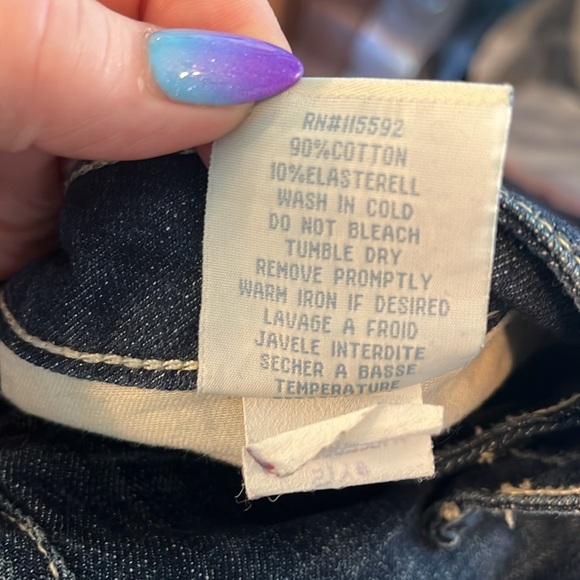 RN#115592
90%COTTON
10%ELASTERELL
WASH IN COLD
DO NOT BLEACH
TUMBLE DRY
REMOVE PROMPTLY
WARM IRON IF DESIRED
LAVAGE A FROID
JAVELE INTERDITE
SECHER A BASSE
TEMPERATURE